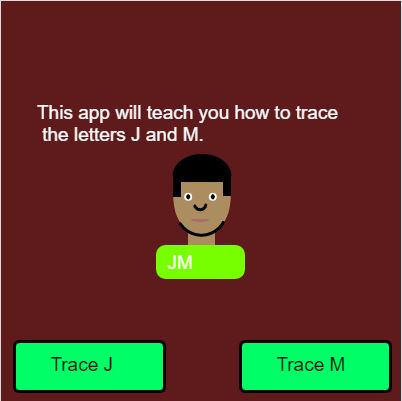 This app will teach you how to trace
the letters J and M.
JM
Trace J
Trace M